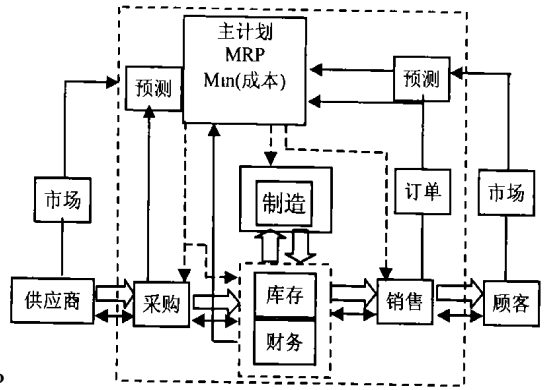 主计划
MRP
Min(成本)
预测
预测
市场
制造
订单
市场
供应商
采购
库存
财务
销售
顾客